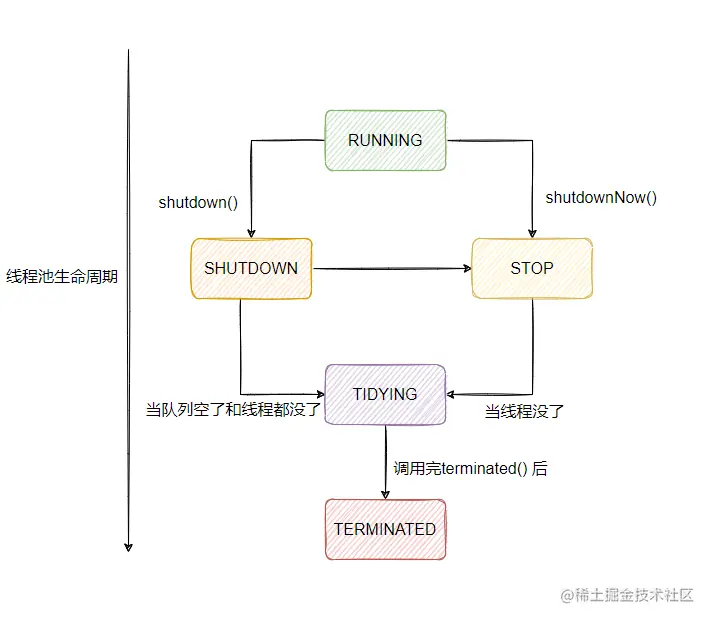 RUNNING
shutdown()
shutdownNow()
线程池生命周期
SHUTDOWN
STOP
TIDYING
当队列空了和线程都没了
当线程没了
调用完terminated() 后
TERMINATED
@稀土掘金技术社区